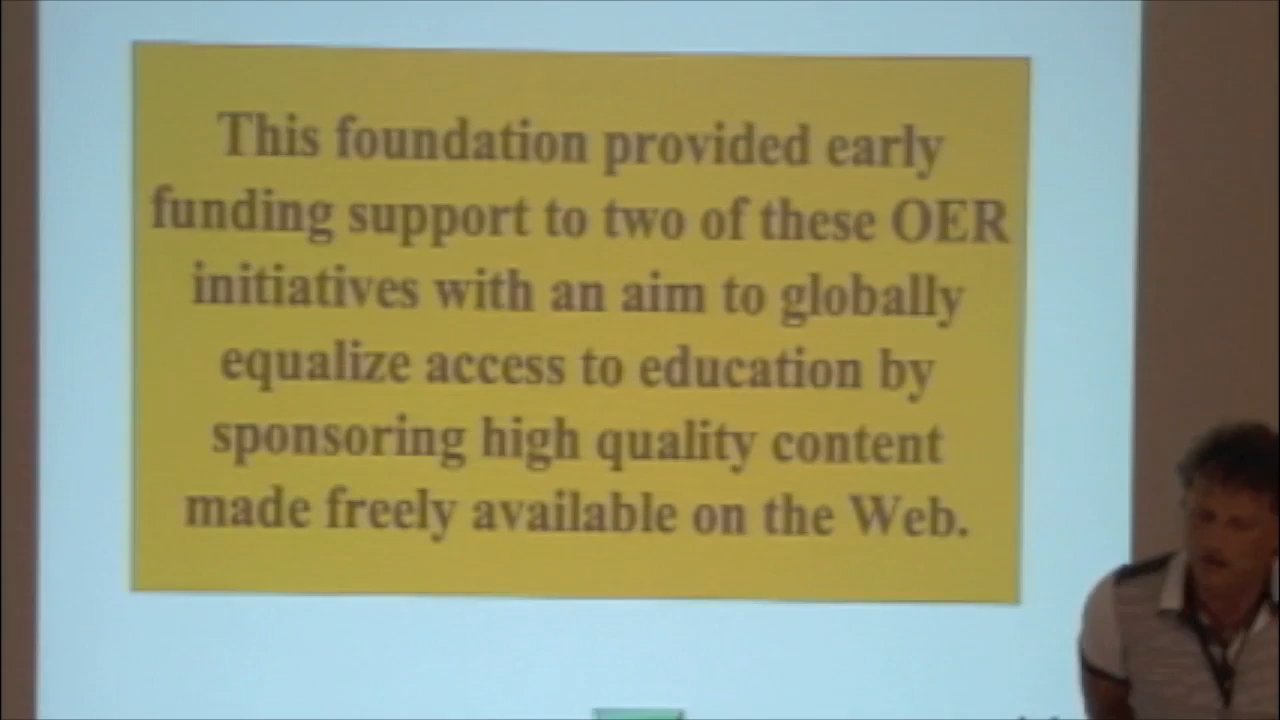 This foundation provided early
funding support to two of these OER
initiatives with an aim to globally
equalize access to education by
sponsoring high quality content
made freely available on the Web.